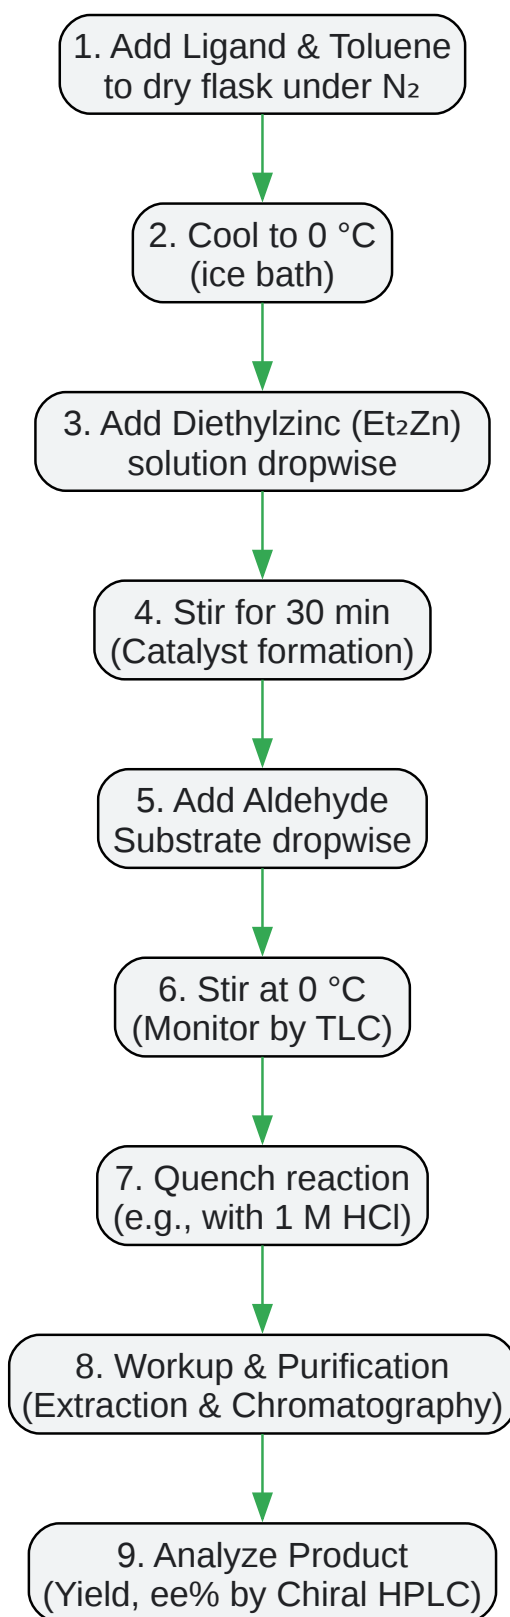 1. Add Ligand & Toluene
to dry flask under N₂
2. Cool to 0 °C
(ice bath)
3. Add Diethylzinc (Et₂Zn)
solution dropwise
4. Stir for 30 min
(Catalyst formation)
5. Add Aldehyde
Substrate dropwise
6. Stir at 0 °C
(Monitor by TLC)
7. Quench reaction
(e.g., with 1 M HCl)
8. Workup & Purification
(Extraction & Chromatography)
9. Analyze Product
(Yield, ee% by Chiral HPLC)